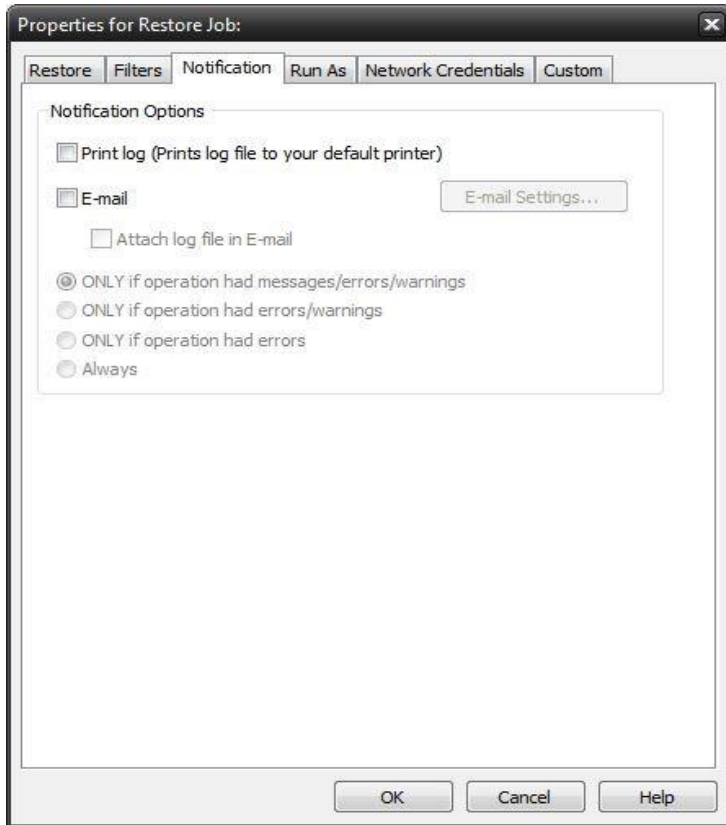 Properties for Restore Job:
Restore Filters Notification Run As Network Credentials Custom
Notification Options
Print log (Prints log file to your default printer)
E-mail E-mail Settings...
Attach log file in E-mail
ONLY if operation had messages/errors/warnings
ONLY if operation had errors/warnings
ONLY if operation had errors
Always
OK Cancel Help